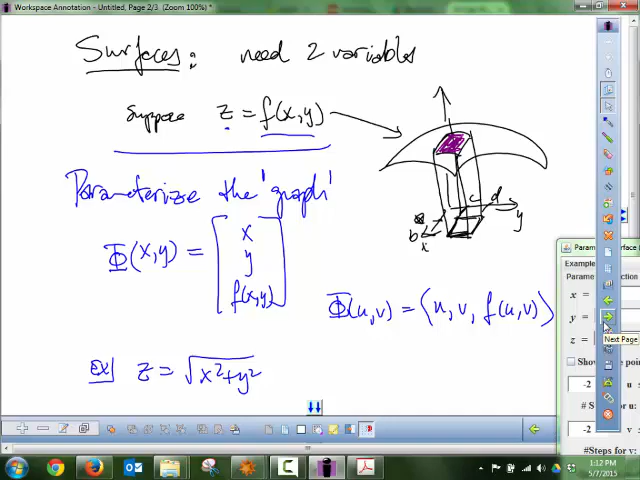 Workspace Annotation - Untitled, Page 2/3 (Zoom 100%) *
Surfaces: need 2 variables
suppose z = f(x,y)
Parameterize the 'graph'
Φ(x,y) = [x
y
f(x,y)]
c d
b
x
y
Φ(u,v) = ⟨u, v, f(u,v)⟩
ex z = √x²+y²
Example
Parame
x =
y =
z =
Next Page
-2
# Steps for u:
-2
#Steps for v:
1:12 PM
5/7/2015